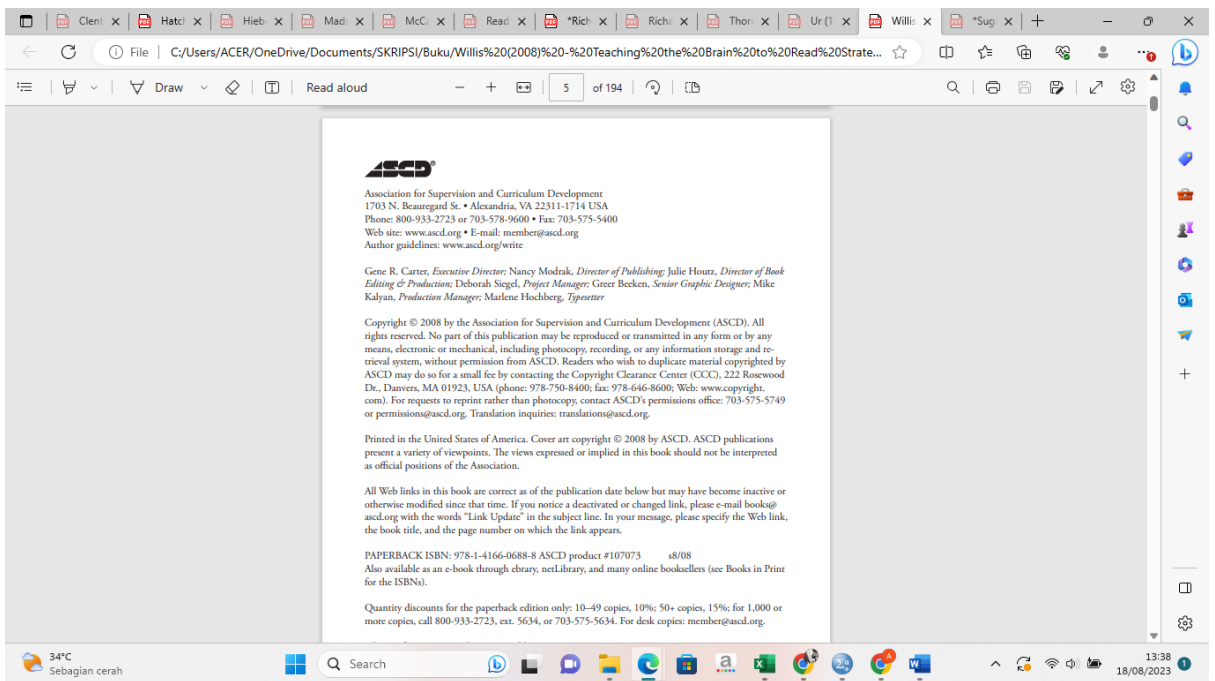 Clent
Hatch
Hieb
Mads
McCa
Read
*Rich
Richa
Thorn
Ur (1
Willis
*Sugi
File
C:/Users/ACER/OneDrive/Documents/SKRIPSI/Buku/Willis%20(2008)%20-%20Teaching%20the%20Brain%20to%20Read%20Strate...
Draw
Read aloud
5
of 194
ASCD®
Association for Supervision and Curriculum Development
1703 N. Beauregard St. • Alexandria, VA 22311-1714 USA
Phone: 800-933-2723 or 703-578-9600 • Fax: 703-575-5400
Web site: www.ascd.org • E-mail: member@ascd.org
Author guidelines: www.ascd.org/write
Gene R. Carter, Executive Director; Nancy Modrak, Director of Publishing; Julie Houtz, Director of Book
Editing & Production; Deborah Siegel, Project Manager; Greer Beeken, Senior Graphic Designer; Mike
Kalyan, Production Manager; Marlene Hochberg, Typesetter
Copyright © 2008 by the Association for Supervision and Curriculum Development (ASCD). All
rights reserved. No part of this publication may be reproduced or transmitted in any form or by any
means, electronic or mechanical, including photocopy, recording, or any information storage and re-
trieval system, without permission from ASCD. Readers who wish to duplicate material copyrighted by
ASCD may do so for a small fee by contacting the Copyright Clearance Center (CCC), 222 Rosewood
Dr., Danvers, MA 01923, USA (phone: 978-750-8400; fax: 978-646-8600; Web: www.copyright.
com). For requests to reprint rather than photocopy, contact ASCD's permissions office: 703-575-5749
or permissions@ascd.org. Translation inquiries: translations@ascd.org.
Printed in the United States of America. Cover art copyright © 2008 by ASCD. ASCD publications
present a variety of viewpoints. The views expressed or implied in this book should not be interpreted
as official positions of the Association.
All Web links in this book are correct as of the publication date below but may have become inactive or
otherwise modified since that time. If you notice a deactivated or changed link, please e-mail books@
ascd.org with the words "Link Update" in the subject line. In your message, please specify the Web link,
the book title, and the page number on which the link appears.
PAPERBACK ISBN: 978-1-4166-0688-8 ASCD product #107073 s8/08
Also available as an e-book through ebrary, netLibrary, and many online booksellers (see Books in Print
for the ISBNs).
Quantity discounts for the paperback edition only: 10–49 copies, 10%; 50+ copies, 15%; for 1,000 or
more copies, call 800-933-2723, ext. 5634, or 703-575-5634. For desk copies: member@ascd.org.
34°C
Sebagian cerah
Search
13:38
18/08/2023
1